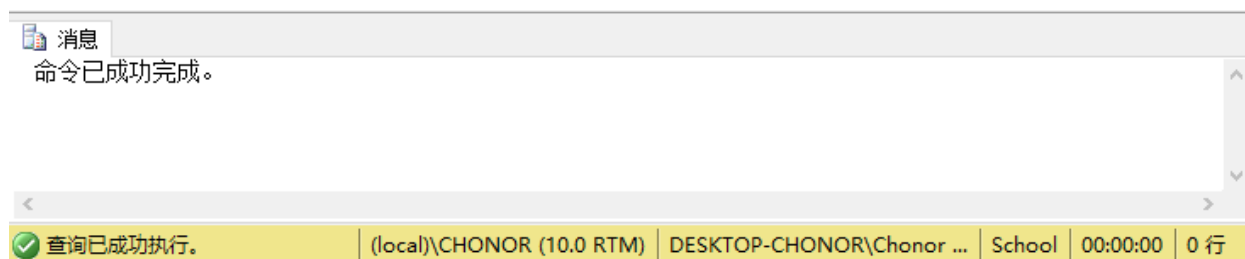 消息
命令已成功完成。
查询已成功执行。 (local)\CHONOR (10.0 RTM) DESKTOP-CHONOR\Chonor ... School 00:00:00 0 行